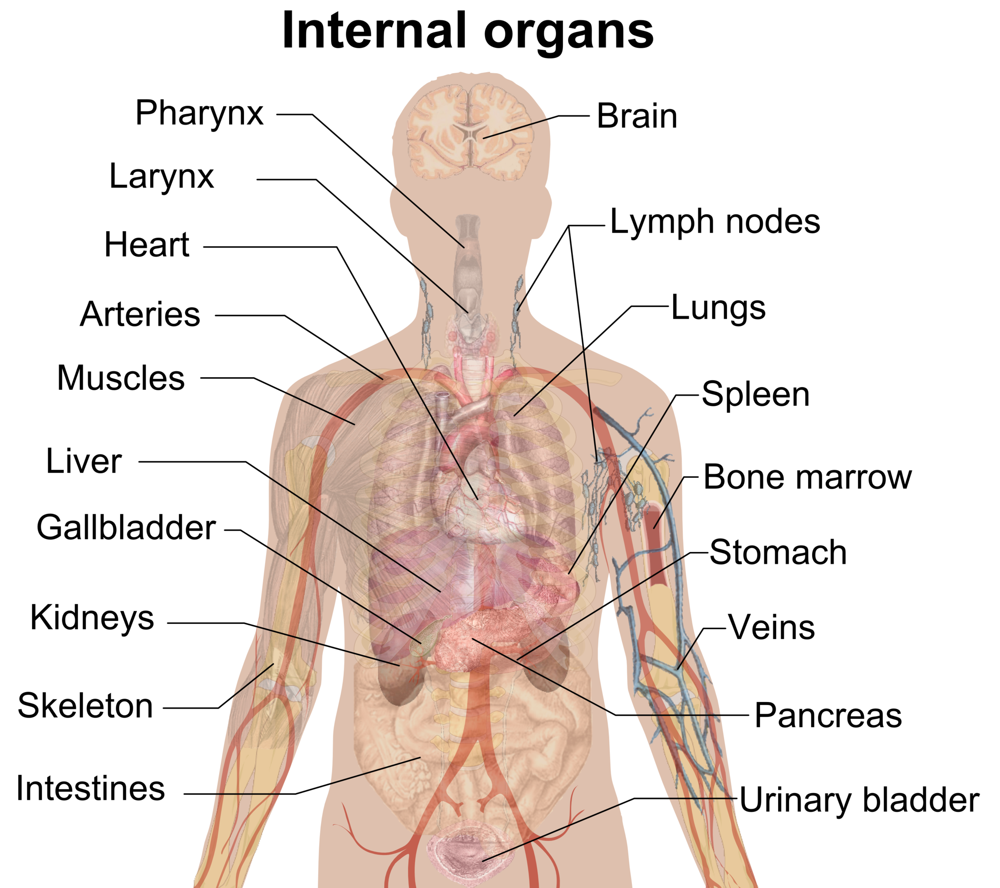 Internal organs
Pharynx
Larynx
Heart
Arteries
Muscles
Liver
Gallbladder
Kidneys
Skeleton
Intestines
Brain
Lymph nodes
Lungs
Spleen
Bone marrow
Stomach
Veins
Pancreas
Urinary bladder